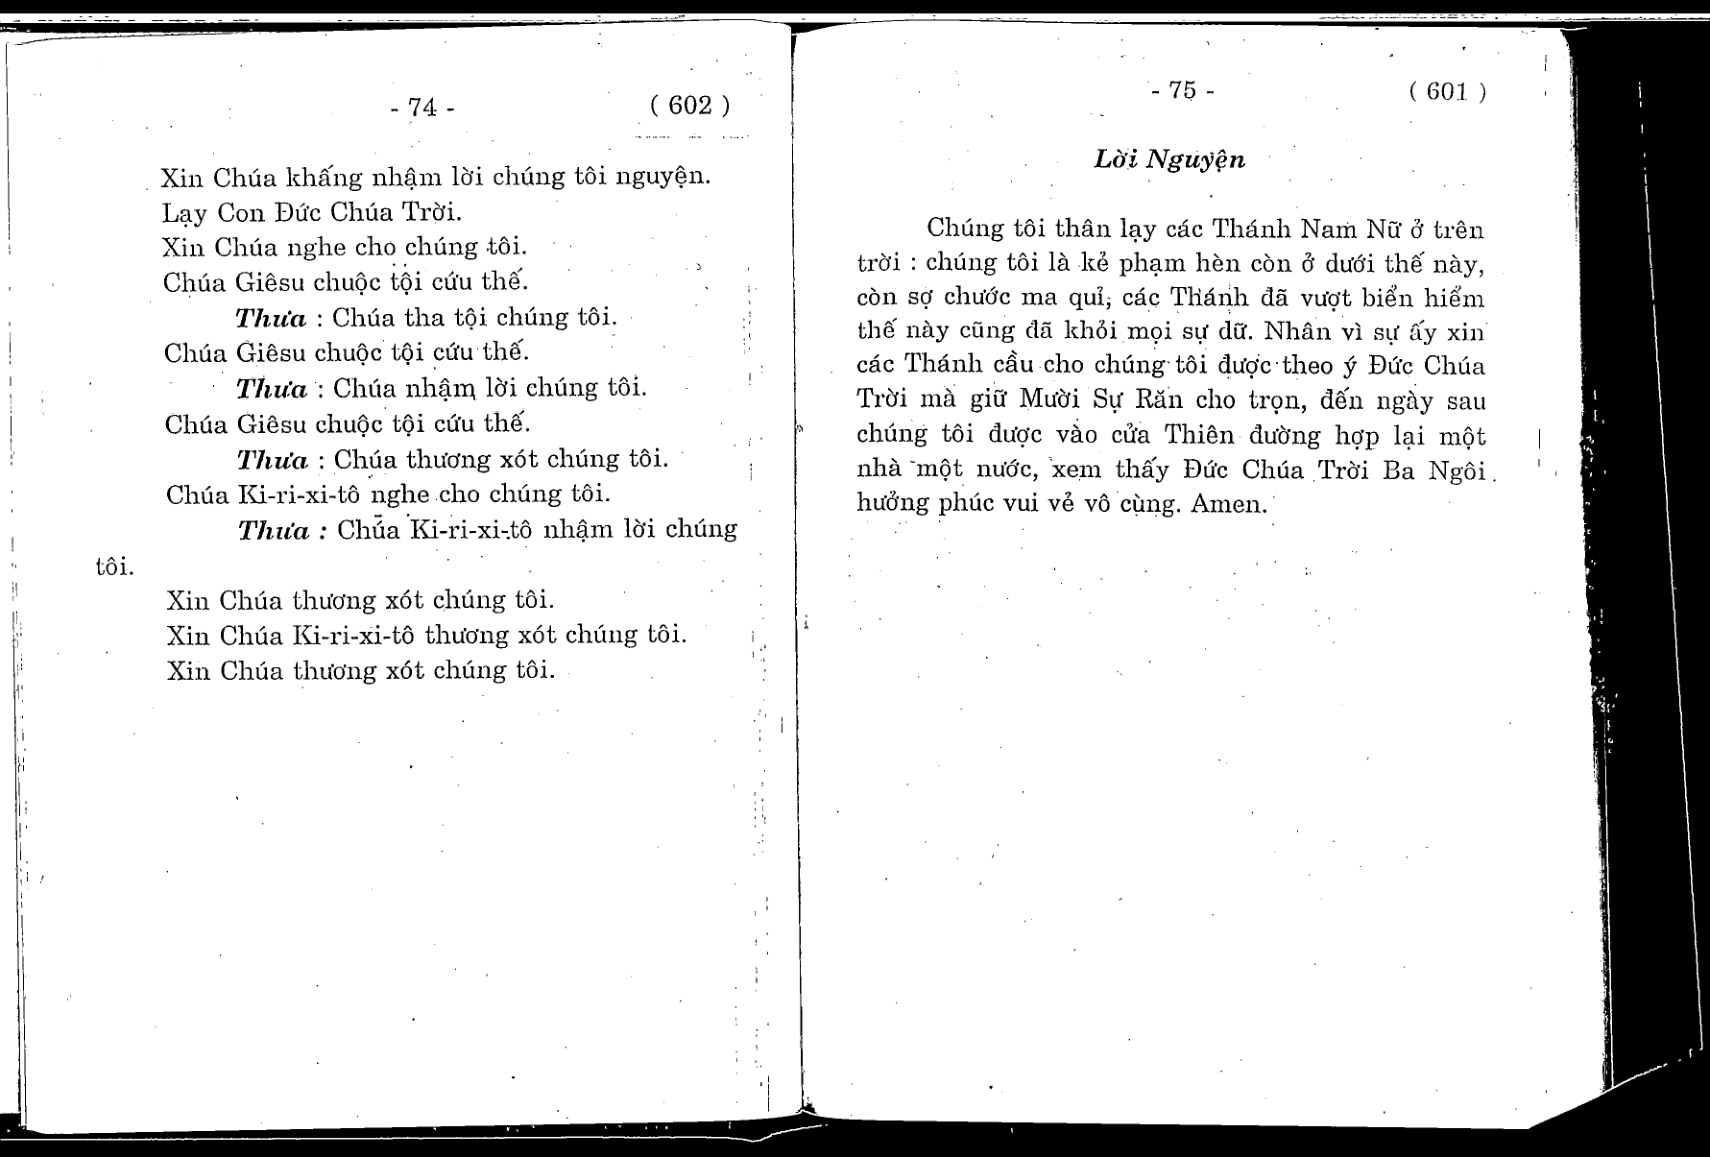 - 74 - ( 602 )
Xin Chúa khấng nhậm lời chúng tôi nguyện.
Lạy Con Đức Chúa Trời.
Xin Chúa nghe cho chúng tôi.
Chúa Giêsu chuộc tội cứu thế.
Thưa : Chúa tha tội chúng tôi.
Chúa Giêsu chuộc tội cứu thế.
Thưa : Chúa nhậm lời chúng tôi.
Chúa Giêsu chuộc tội cứu thế.
Thưa : Chúa thương xót chúng tôi.
Chúa Ki-ri-xi-tô nghe cho chúng tôi.
Thưa : Chúa Ki-ri-xi-tô nhậm lời chúng
tôi.
Xin Chúa thương xót chúng tôi.
Xin Chúa Ki-ri-xi-tô thương xót chúng tôi.
Xin Chúa thương xót chúng tôi.
- 75 - ( 601 )
Lời Nguyện
Chúng tôi thân lạy các Thánh Nam Nữ ở trên
trời : chúng tôi là kẻ phạm hèn còn ở dưới thế này,
còn sợ chước ma quỉ, các Thánh đã vượt biển hiểm
thế này cũng đã khỏi mọi sự dữ. Nhân vì sự ấy xin
các Thánh cầu cho chúng tôi được theo ý Đức Chúa
Trời mà giữ Mười Sự Răn cho trọn, đến ngày sau
chúng tôi được vào cửa Thiên đường hợp lại một
nhà một nước, xem thấy Đức Chúa Trời Ba Ngôi
hưởng phúc vui vẻ vô cùng. Amen.